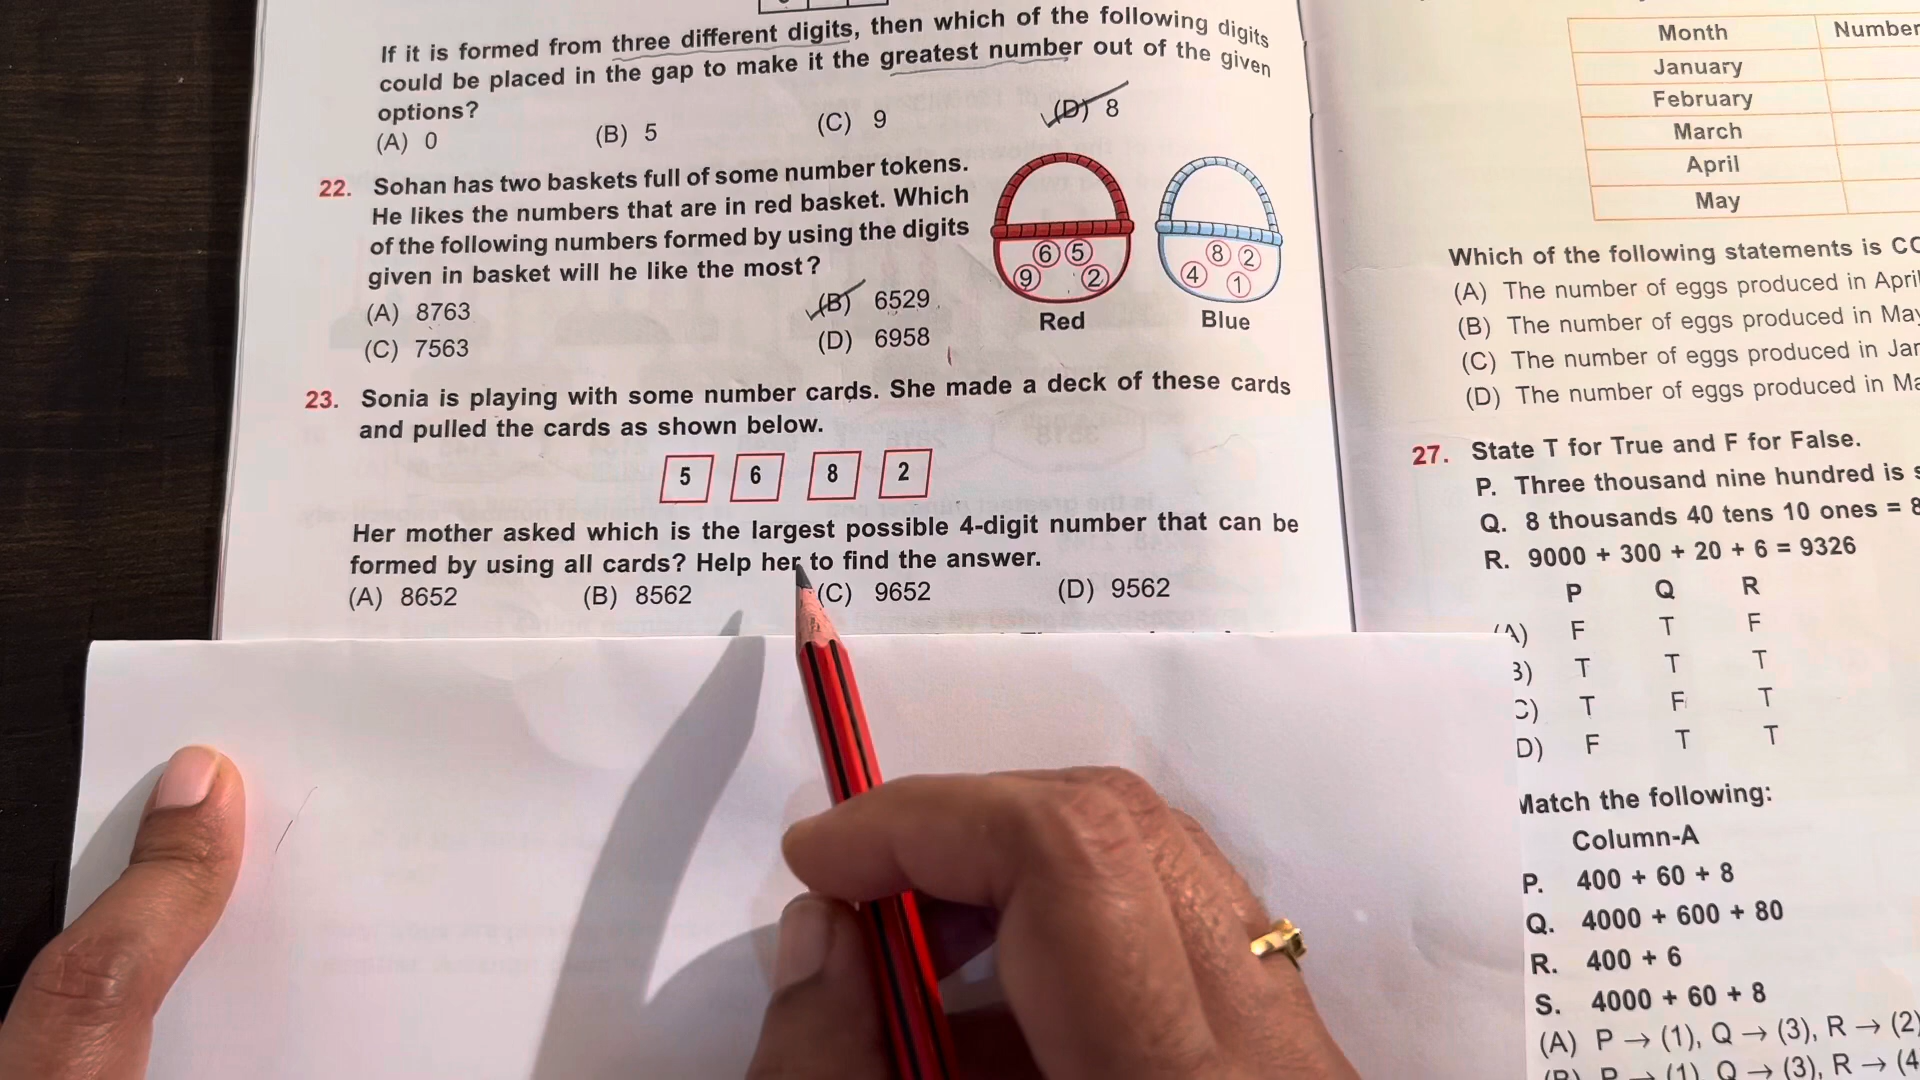 If it is formed from three different digits, then which of the following digits
could be placed in the gap to make it the greatest number out of the given
options?
(A) 0 (B) 5 (C) 9 (D) 8
22. Sohan has two baskets full of some number tokens.
He likes the numbers that are in red basket. Which
of the following numbers formed by using the digits
given in basket will he like the most?
(A) 8763 (B) 6529
(C) 7563 (D) 6958
6 5
9 2
Red
8 2
4 1
Blue
23. Sonia is playing with some number cards. She made a deck of these cards
and pulled the cards as shown below.
5 6 8 2
Her mother asked which is the largest possible 4-digit number that can be
formed by using all cards? Help her to find the answer.
(A) 8652 (B) 8562 (C) 9652 (D) 9562
Month Number
January
February
March
April
May
Which of the following statements is
(A) The number of eggs produced in April
(B) The number of eggs produced in May
(C) The number of eggs produced in
(D) The number of eggs produced in
27. State T for True and F for False.
P. Three thousand nine hundred is
Q. 8 thousands 40 tens 10 ones =
R. 9000 + 300 + 20 + 6 = 9326
P Q R
(A) F T F
B) T T T
C) T F T
D) F T T
Match the following:
Column-A
P. 400 + 60 + 8
Q. 4000 + 600 + 80
R. 400 + 6
S. 4000 + 60 + 8
(A) P → (1), Q → (3), R → (2)
(B) P → (1), Q → (3), R → (4